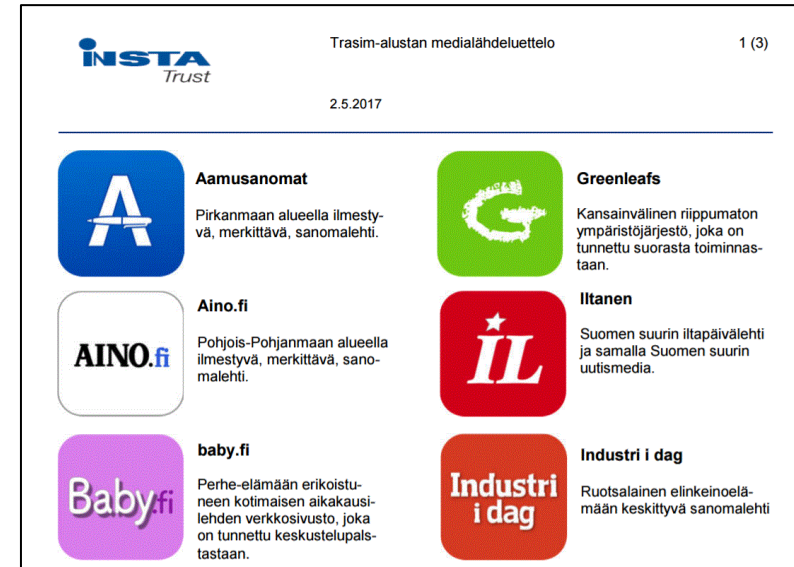 INSTA
Trust
Trasim-alustan medialähdeluettelo
1 (3)
2.5.2017
A
Aamusanomat
Pirkanmaan alueella ilmesty-
vä, merkittävä, sanomalehti.
G
Greenleafs
Kansainvälinen riippumaton
ympäristöjärjestö, joka on
tunnettu suorasta toiminnas-
taan.
AINO.fi
Aino.fi
Pohjois-Pohjanmaan alueella
ilmestyvä, merkittävä, sano-
malehti.
IL
Iltanen
Suomen suurin iltapäivälehti
ja samalla Suomen suurin
uutismedia.
Baby.fi
baby.fi
Perhe-elämään erikoistu-
neen kotimaisen aikakausi-
lehden verkkosivusto, joka
on tunnettu keskustelupals-
tastaan.
Industri
i dag
Industri i dag
Ruotsalainen elinkeinoelä-
mään keskittyvä sanomalehti